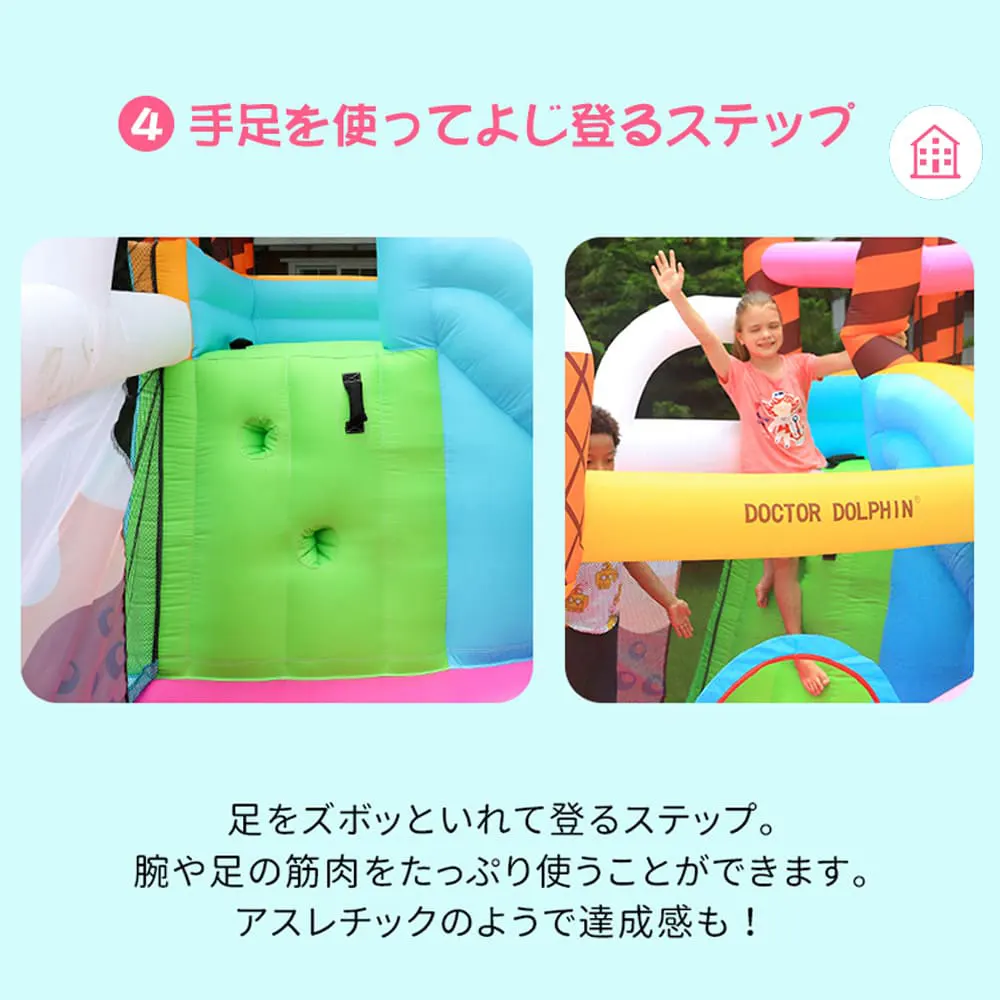 4 手足を使ってよじ登るステップ
DOCTOR DOLPHIN®
足をズボッといれて登るステップ。
腕や足の筋肉をたっぷり使うことができます。
アスレチックのようで達成感も！